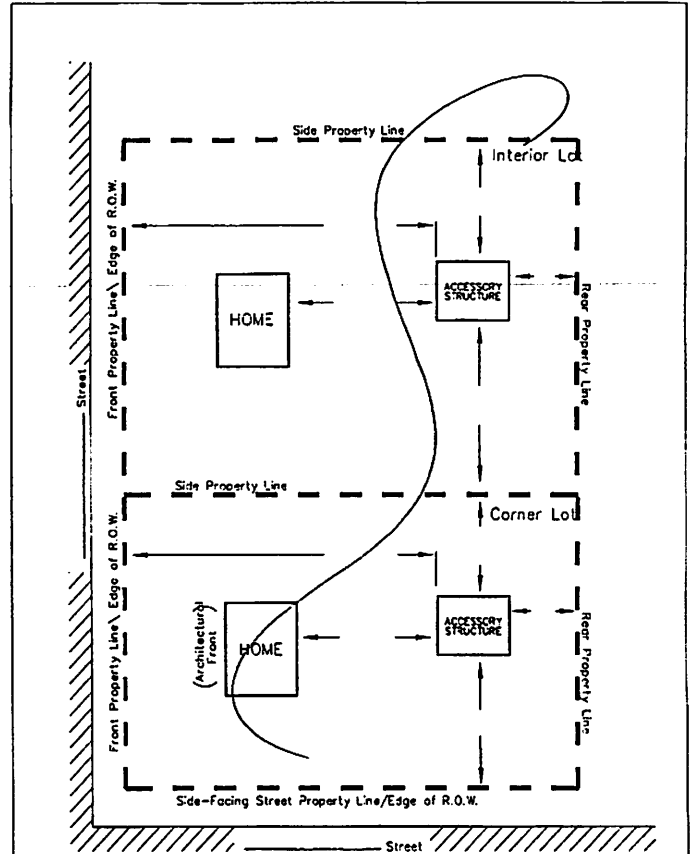 Side Property Line
Interior Lot
Front Property Line\ Edge of R.O.W.
HOME
ACCESSORY
STRUCTURE
Rear Property Line
Street
Side Property Line
Corner Lot
Front Property Line\ Edge of R.O.W.
(Architectural
Front)
HOME
ACCESSORY
STRUCTURE
Rear Property Line
Side-Facing Street Property Line/Edge of R.O.W.
Street